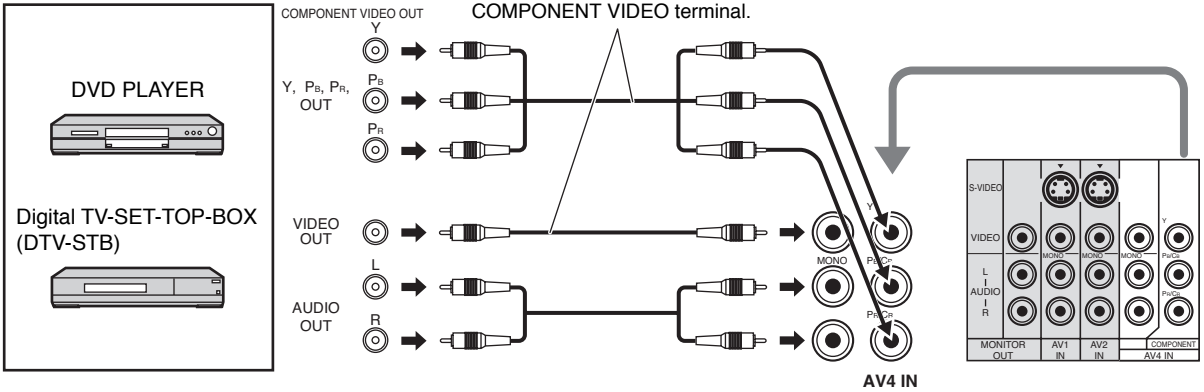 COMPONENT VIDEO OUT
COMPONENT VIDEO terminal.
Y
DVD PLAYER
Y, PB, PR,
OUT
PB
PR
Digital TV-SET-TOP-BOX
(DTV-STB)
VIDEO
OUT
L
AUDIO
OUT
R
Y
MONO
PB/CB
PR/CR
AV4 IN
S-VIDEO
VIDEO
L
AUDIO
R
MONO
MONO
MONO
Y
PB/CB
PR/CR
MONITOR
OUT
AV1
IN
AV2
IN
COMPONENT
AV4 IN